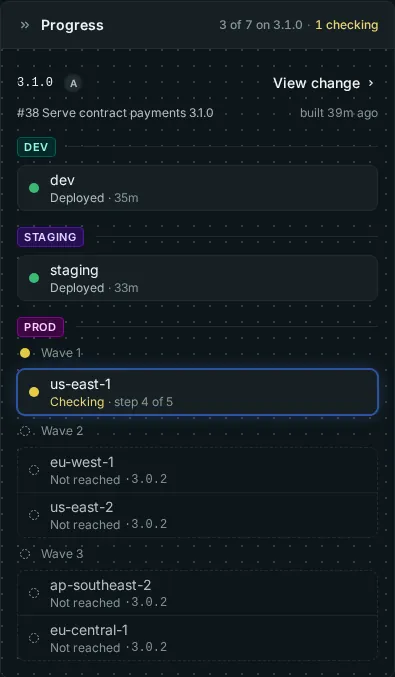 » Progress 3 of 7 on 3.1.0 · 1 checking
3.1.0 A View change ›
#38 Serve contract payments 3.1.0 built 39m ago
DEV
dev
Deployed · 35m
STAGING
staging
Deployed · 33m
PROD
Wave 1
us-east-1
Checking · step 4 of 5
Wave 2
eu-west-1
Not reached ·3.0.2
us-east-2
Not reached ·3.0.2
Wave 3
ap-southeast-2
Not reached ·3.0.2
eu-central-1
Not reached ·3.0.2